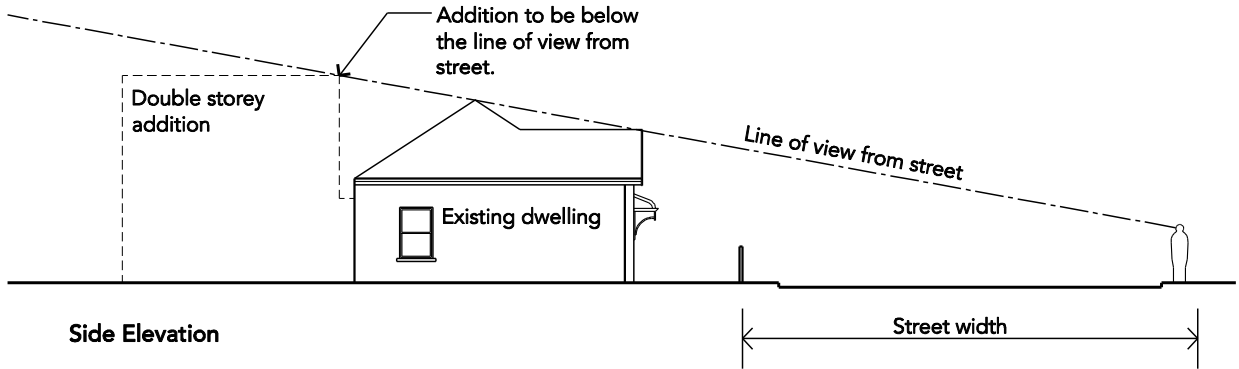 Addition to be below
the line of view from
street.
Double storey
addition
Line of view from street
Existing dwelling
Side Elevation
Street width